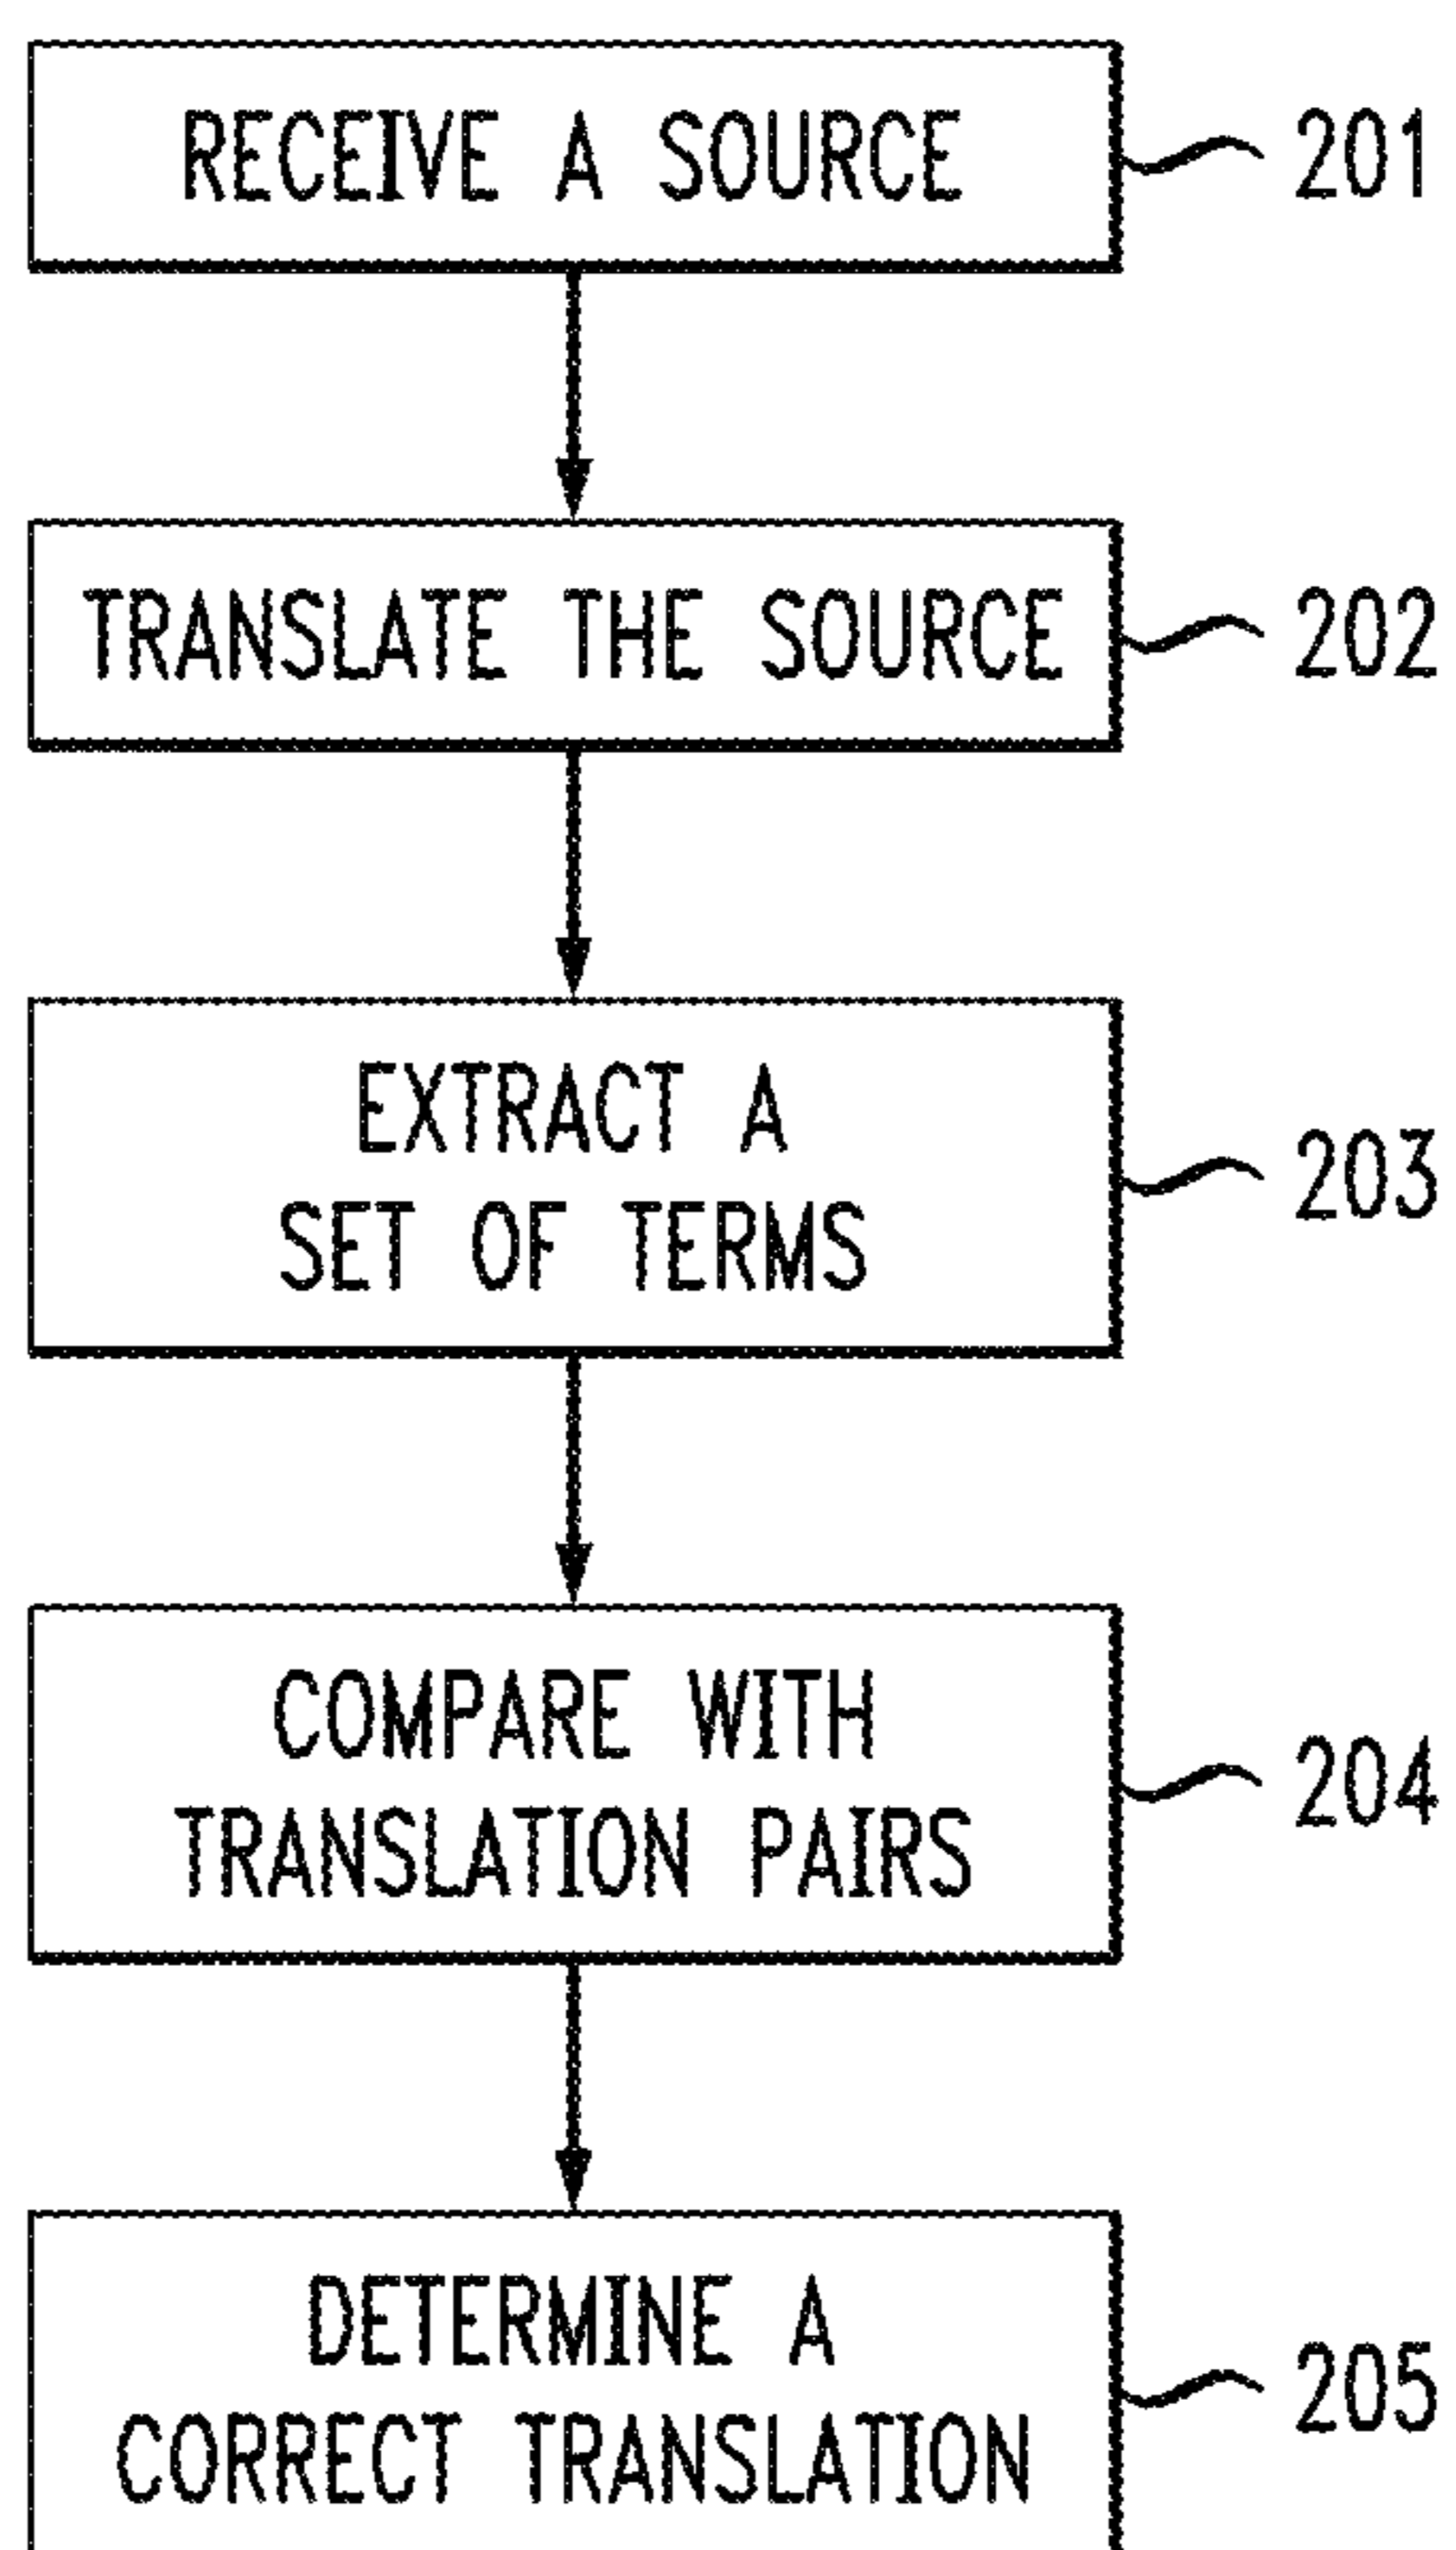 RECEIVE A SOURCE
201
TRANSLATE THE SOURCE
202
EXTRACT A
SET OF TERMS
203
COMPARE WITH
TRANSLATION PAIRS
204
DETERMINE A
CORRECT TRANSLATION
205